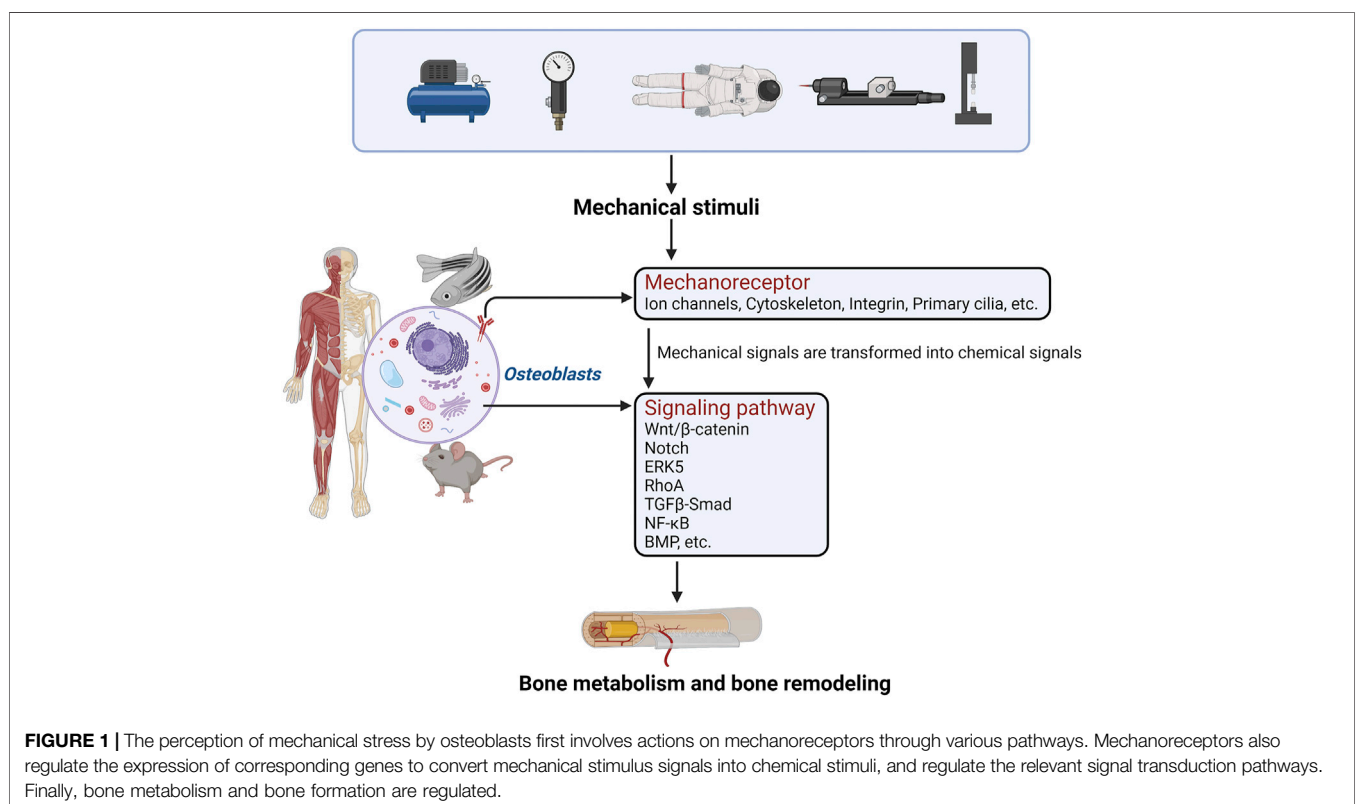 Mechanical stimuli
Mechanoreceptor
Ion channels, Cytoskeleton, Integrin, Primary cilia, etc.
Mechanical signals are transformed into chemical signals
Osteoblasts
Signaling pathway
Wnt/β-catenin
Notch
ERK5
RhoA
TGFβ-Smad
NF-κB
BMP, etc.
Bone metabolism and bone remodeling
FIGURE 1 | The perception of mechanical stress by osteoblasts first involves actions on mechanoreceptors through various pathways. Mechanoreceptors also
regulate the expression of corresponding genes to convert mechanical stimulus signals into chemical stimuli, and regulate the relevant signal transduction pathways.
Finally, bone metabolism and bone formation are regulated.